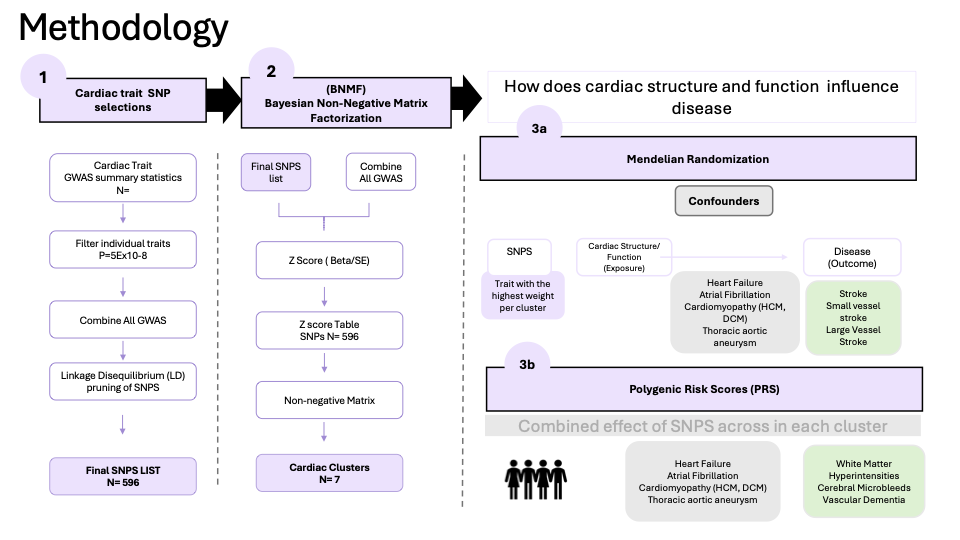 Methodology
1
Cardiac trait SNP
selections
2
(BNMF)
Bayesian Non-Negative Matrix
Factorization
How does cardiac structure and function influence
disease
3a
Mendelian Randomization
Confounders
Cardiac Trait
GWAS summary statistics
N=
Filter individual traits
P=5Ex10-8
Combine All GWAS
Linkage Disequilibrium (LD)
pruning of SNPS
Final SNPS LIST
N= 596
Final SNPS
list
Combine
All GWAS
Z Score ( Beta/SE)
Z score Table
SNPs N= 596
Non-negative Matrix
Cardiac Clusters
N= 7
SNPS
Trait with the
highest weight
per cluster
Cardiac Structure/
Function
(Exposure)
Disease
(Outcome)
Heart Failure
Atrial Fibrillation
Cardiomyopathy (HCM,
DCM)
Thoracic aortic
aneurysm
Stroke
Small vessel
stroke
Large Vessel
Stroke
3b
Polygenic Risk Scores (PRS)
Combined effect of SNPS across in each cluster
Heart Failure
Atrial Fibrillation
Cardiomyopathy (HCM, DCM)
Thoracic aortic aneurysm
White Matter
Hyperintensities
Cerebral Microbleeds
Vascular Dementia